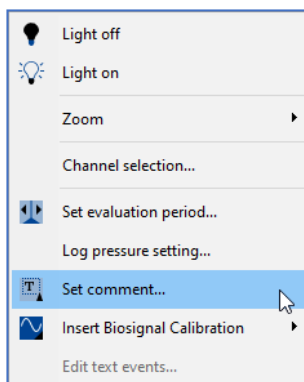 Light off
Light on
Zoom
Channel selection...
Set evaluation period...
Log pressure setting...
T
Set comment...
Insert Biosignal Calibration
Edit text events...